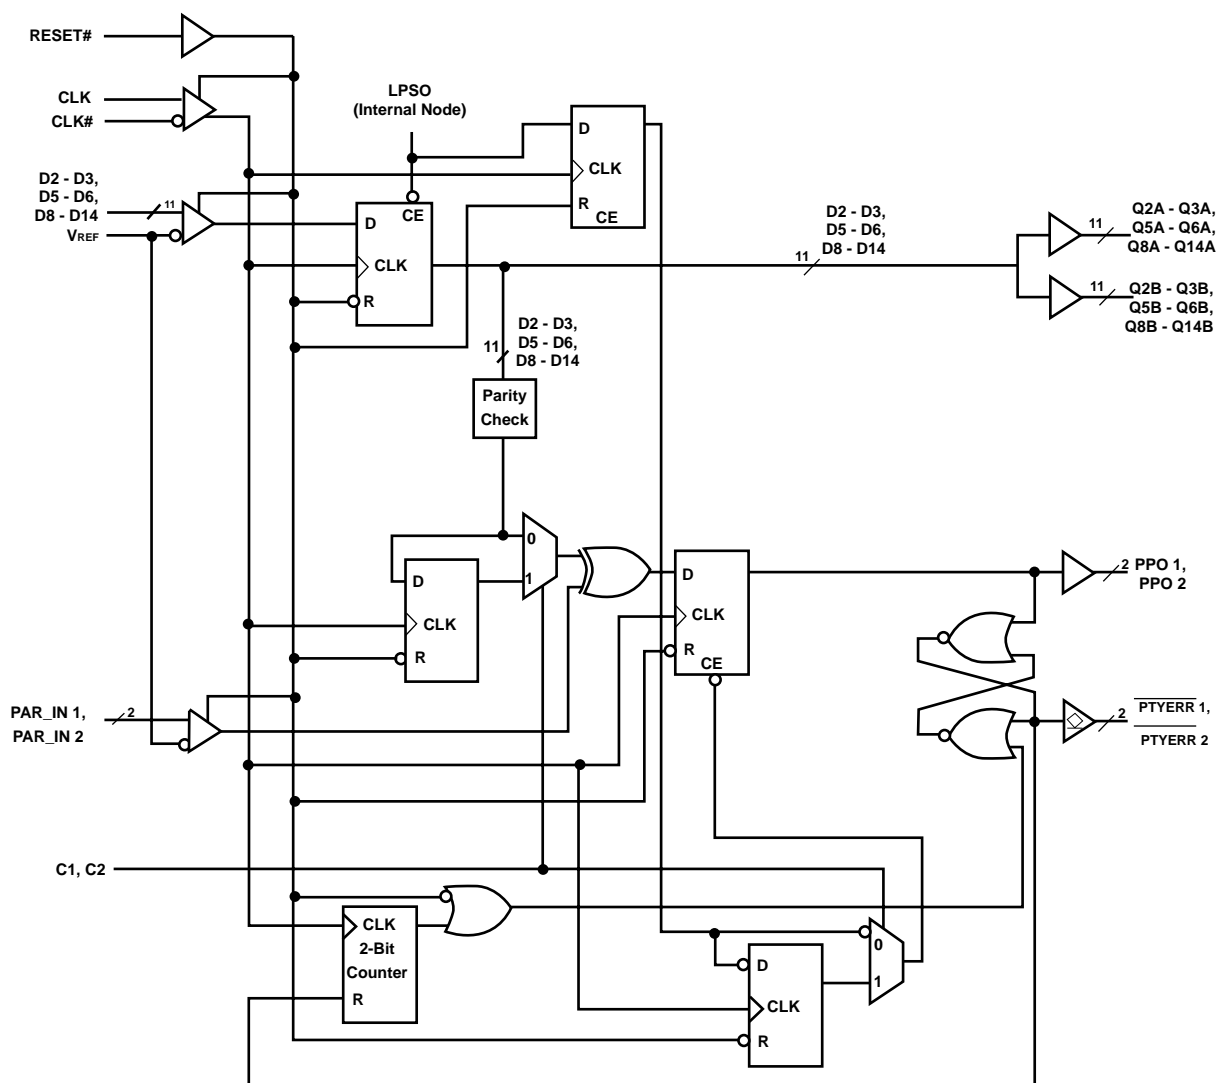 RESET#
CLK
CLK#
LPSO
(Internal Node)
D
CLK
R
CE
D2 - D3,
D5 - D6,
D8 - D14
11
VREF
CE
D
CLK
R
D2 - D3,
D5 - D6,
D8 - D14
11
11
Q2A - Q3A,
Q5A - Q6A,
Q8A - Q14A
11
Q2B - Q3B,
Q5B - Q6B,
Q8B - Q14B
D2 - D3,
D5 - D6,
D8 - D14
11
Parity
Check
0
1
D
CLK
R
D
CLK
R
CE
2
PPO 1,
PPO 2
PAR_IN 1,
PAR_IN 2
2
2
PTYERR 1,
PTYERR 2
C1, C2
CLK
2-Bit
Counter
R
0
1
D
CLK
R